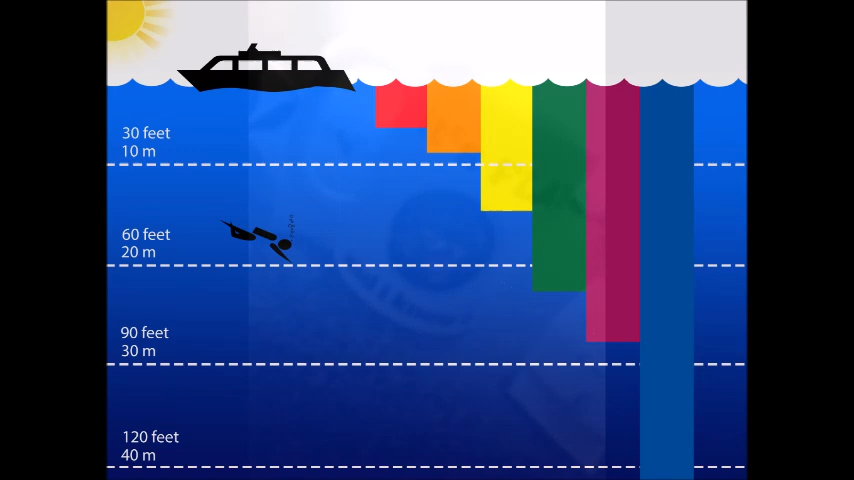 30 feet
10 m
60 feet
20 m
90 feet
30 m
120 feet
40 m